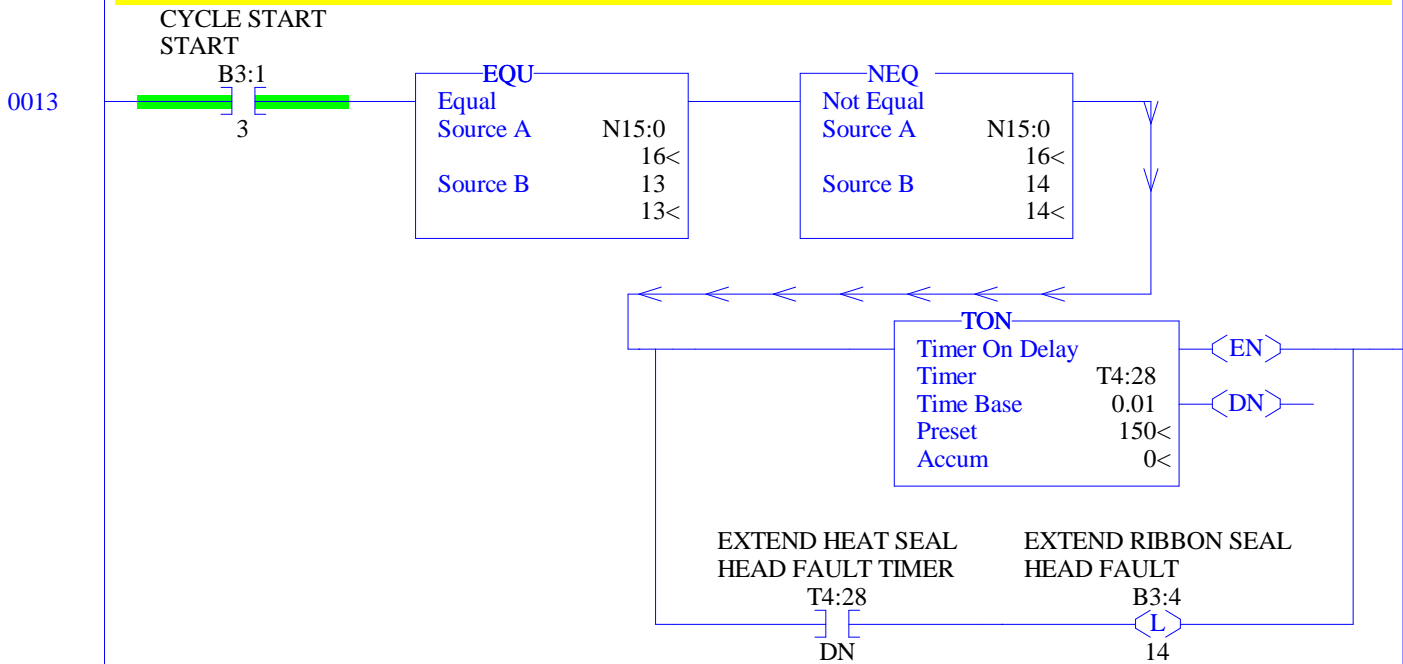 CYCLE START
START
B3:1
0013
3
EQU
Equal
Source A N15:0
16<
Source B 13
13<
NEQ
Not Equal
Source A N15:0
16<
Source B 14
14<
TON
Timer On Delay
Timer T4:28
Time Base 0.01
Preset 150<
Accum 0<
EN
DN
EXTEND HEAT SEAL
HEAD FAULT TIMER
T4:28
DN
EXTEND RIBBON SEAL
HEAD FAULT
B3:4
L
14